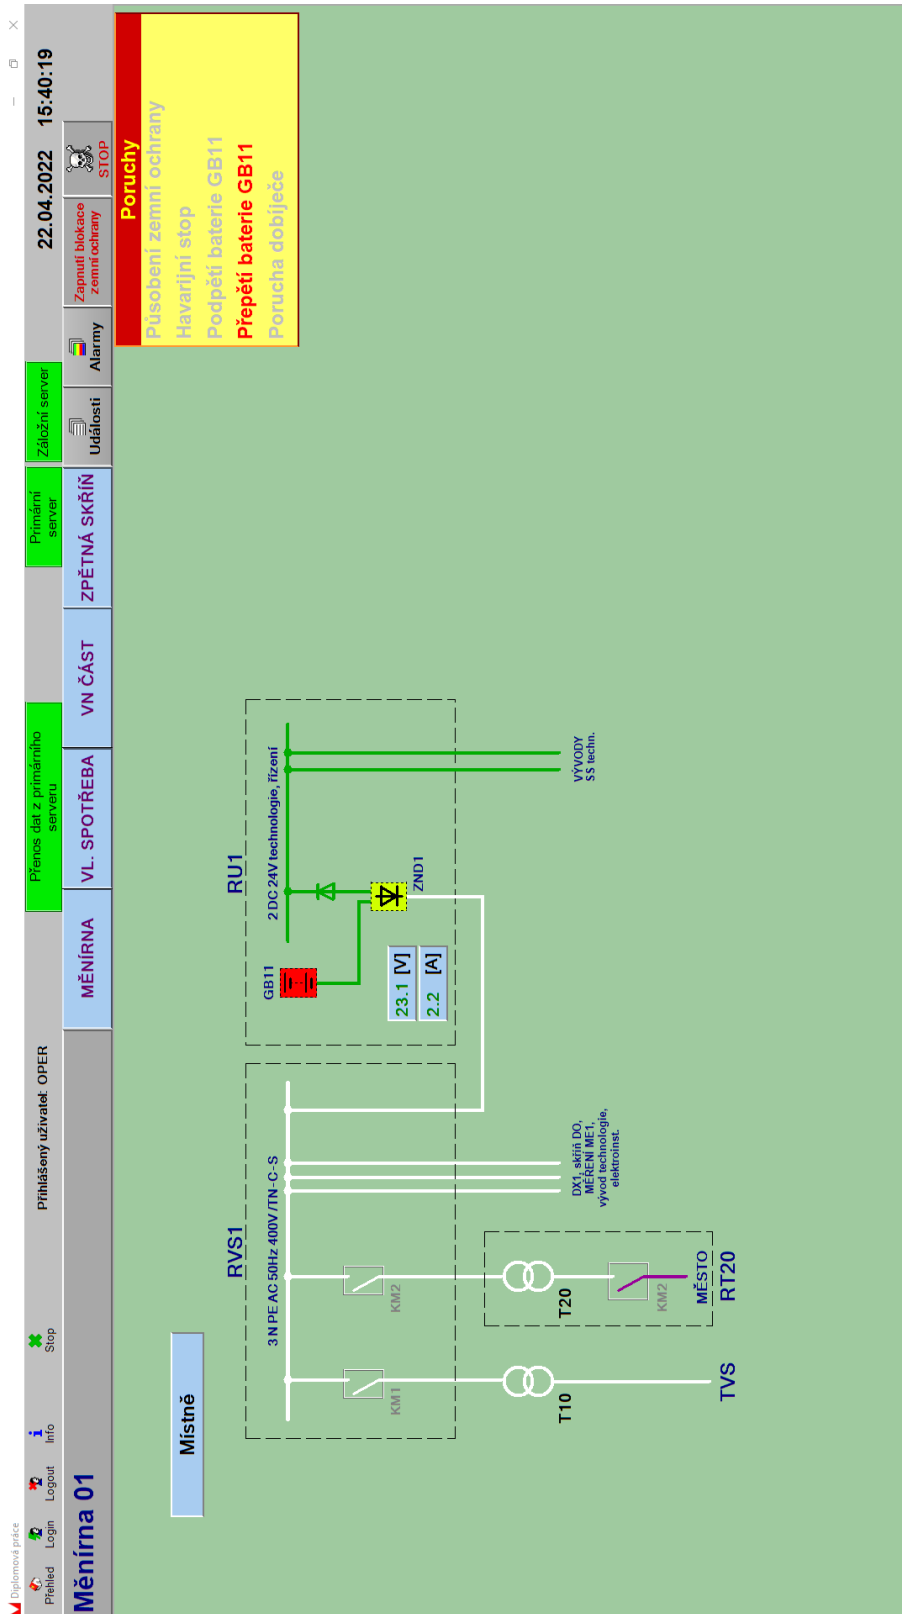 Diplomová práce
Přehled Login Logout Info Stop
Přihlášený uživatel: OPER
Přenos dat z primárního
serveru
Primární
server
Záložní server
22.04.2022 15:40:19
Měnírna 01
MĚNÍRNA
VL. SPOTŘEBA
VN ČÁST
ZPĚTNÁ SKŘÍŇ
Události
Alarmy
Zapnutí blokace
zemní ochrany
STOP
Poruchy
Působení zemní ochrany
Havarijní stop
Podpětí baterie GB11
Přepětí baterie GB11
Porucha dobíječe
Místně
RVS1
3 N PE AC 50Hz 400V /TN-C-S
KM1
KM2
T10
T20
KM2
MĚSTO
TVS
RT20
DX1, skříň DO,
MĚŘENÍ ME1,
vývod technologie,
elektroinst.
RU1
2 DC 24V technologie, řízení
GB11
ZND1
23.1 [V]
2.2 [A]
VÝVODY
SS techn.